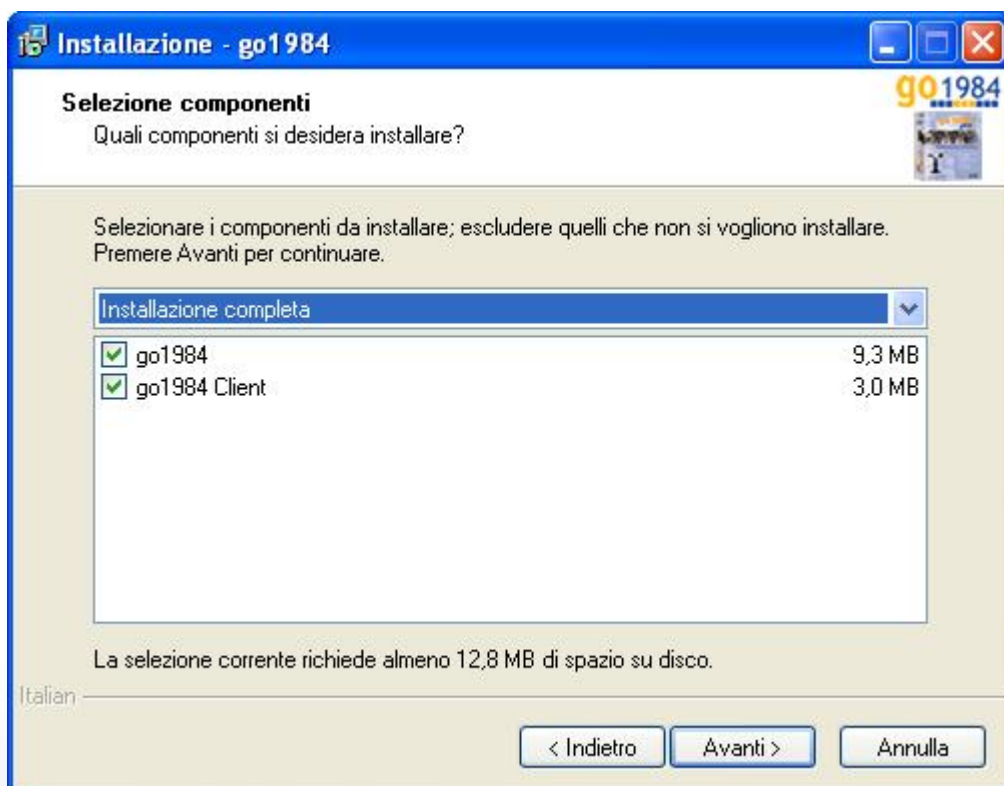 Installazione - go1984
Selezione componenti
Quali componenti si desidera installare?
go1984
Selezionare i componenti da installare; escludere quelli che non si vogliono installare.
Premere Avanti per continuare.
Installazione completa
go1984 9,3 MB
go1984 Client 3,0 MB
La selezione corrente richiede almeno 12,8 MB di spazio su disco.
Italian
< Indietro Avanti > Annulla